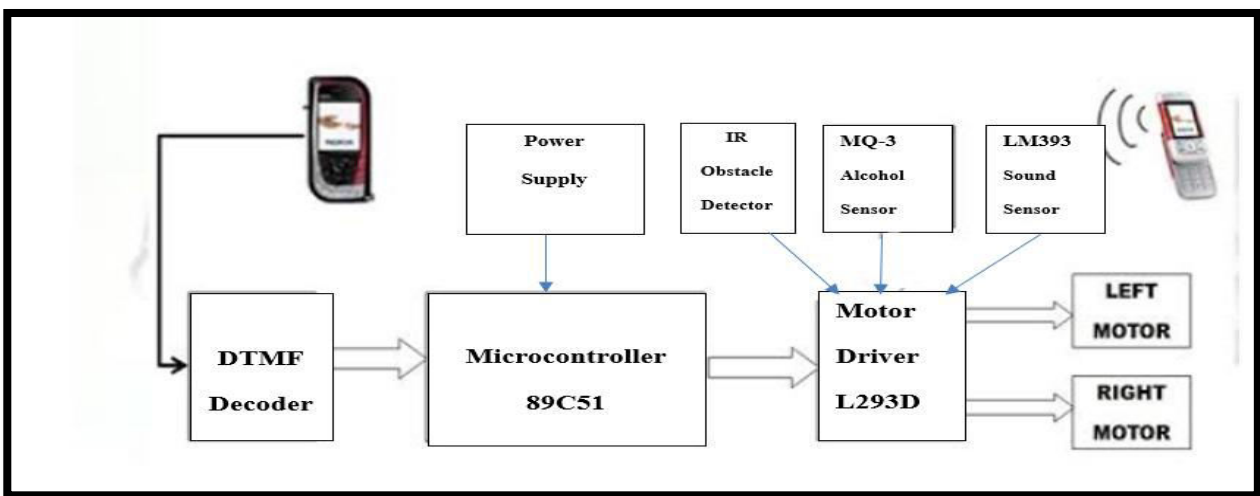 Power
Supply
IR
Obstacle
Detector
MQ-3
Alcohol
Sensor
LM393
Sound
Sensor
DTMF
Decoder
Microcontroller
89C51
Motor
Driver
L293D
LEFT
MOTOR
RIGHT
MOTOR
NOKIA